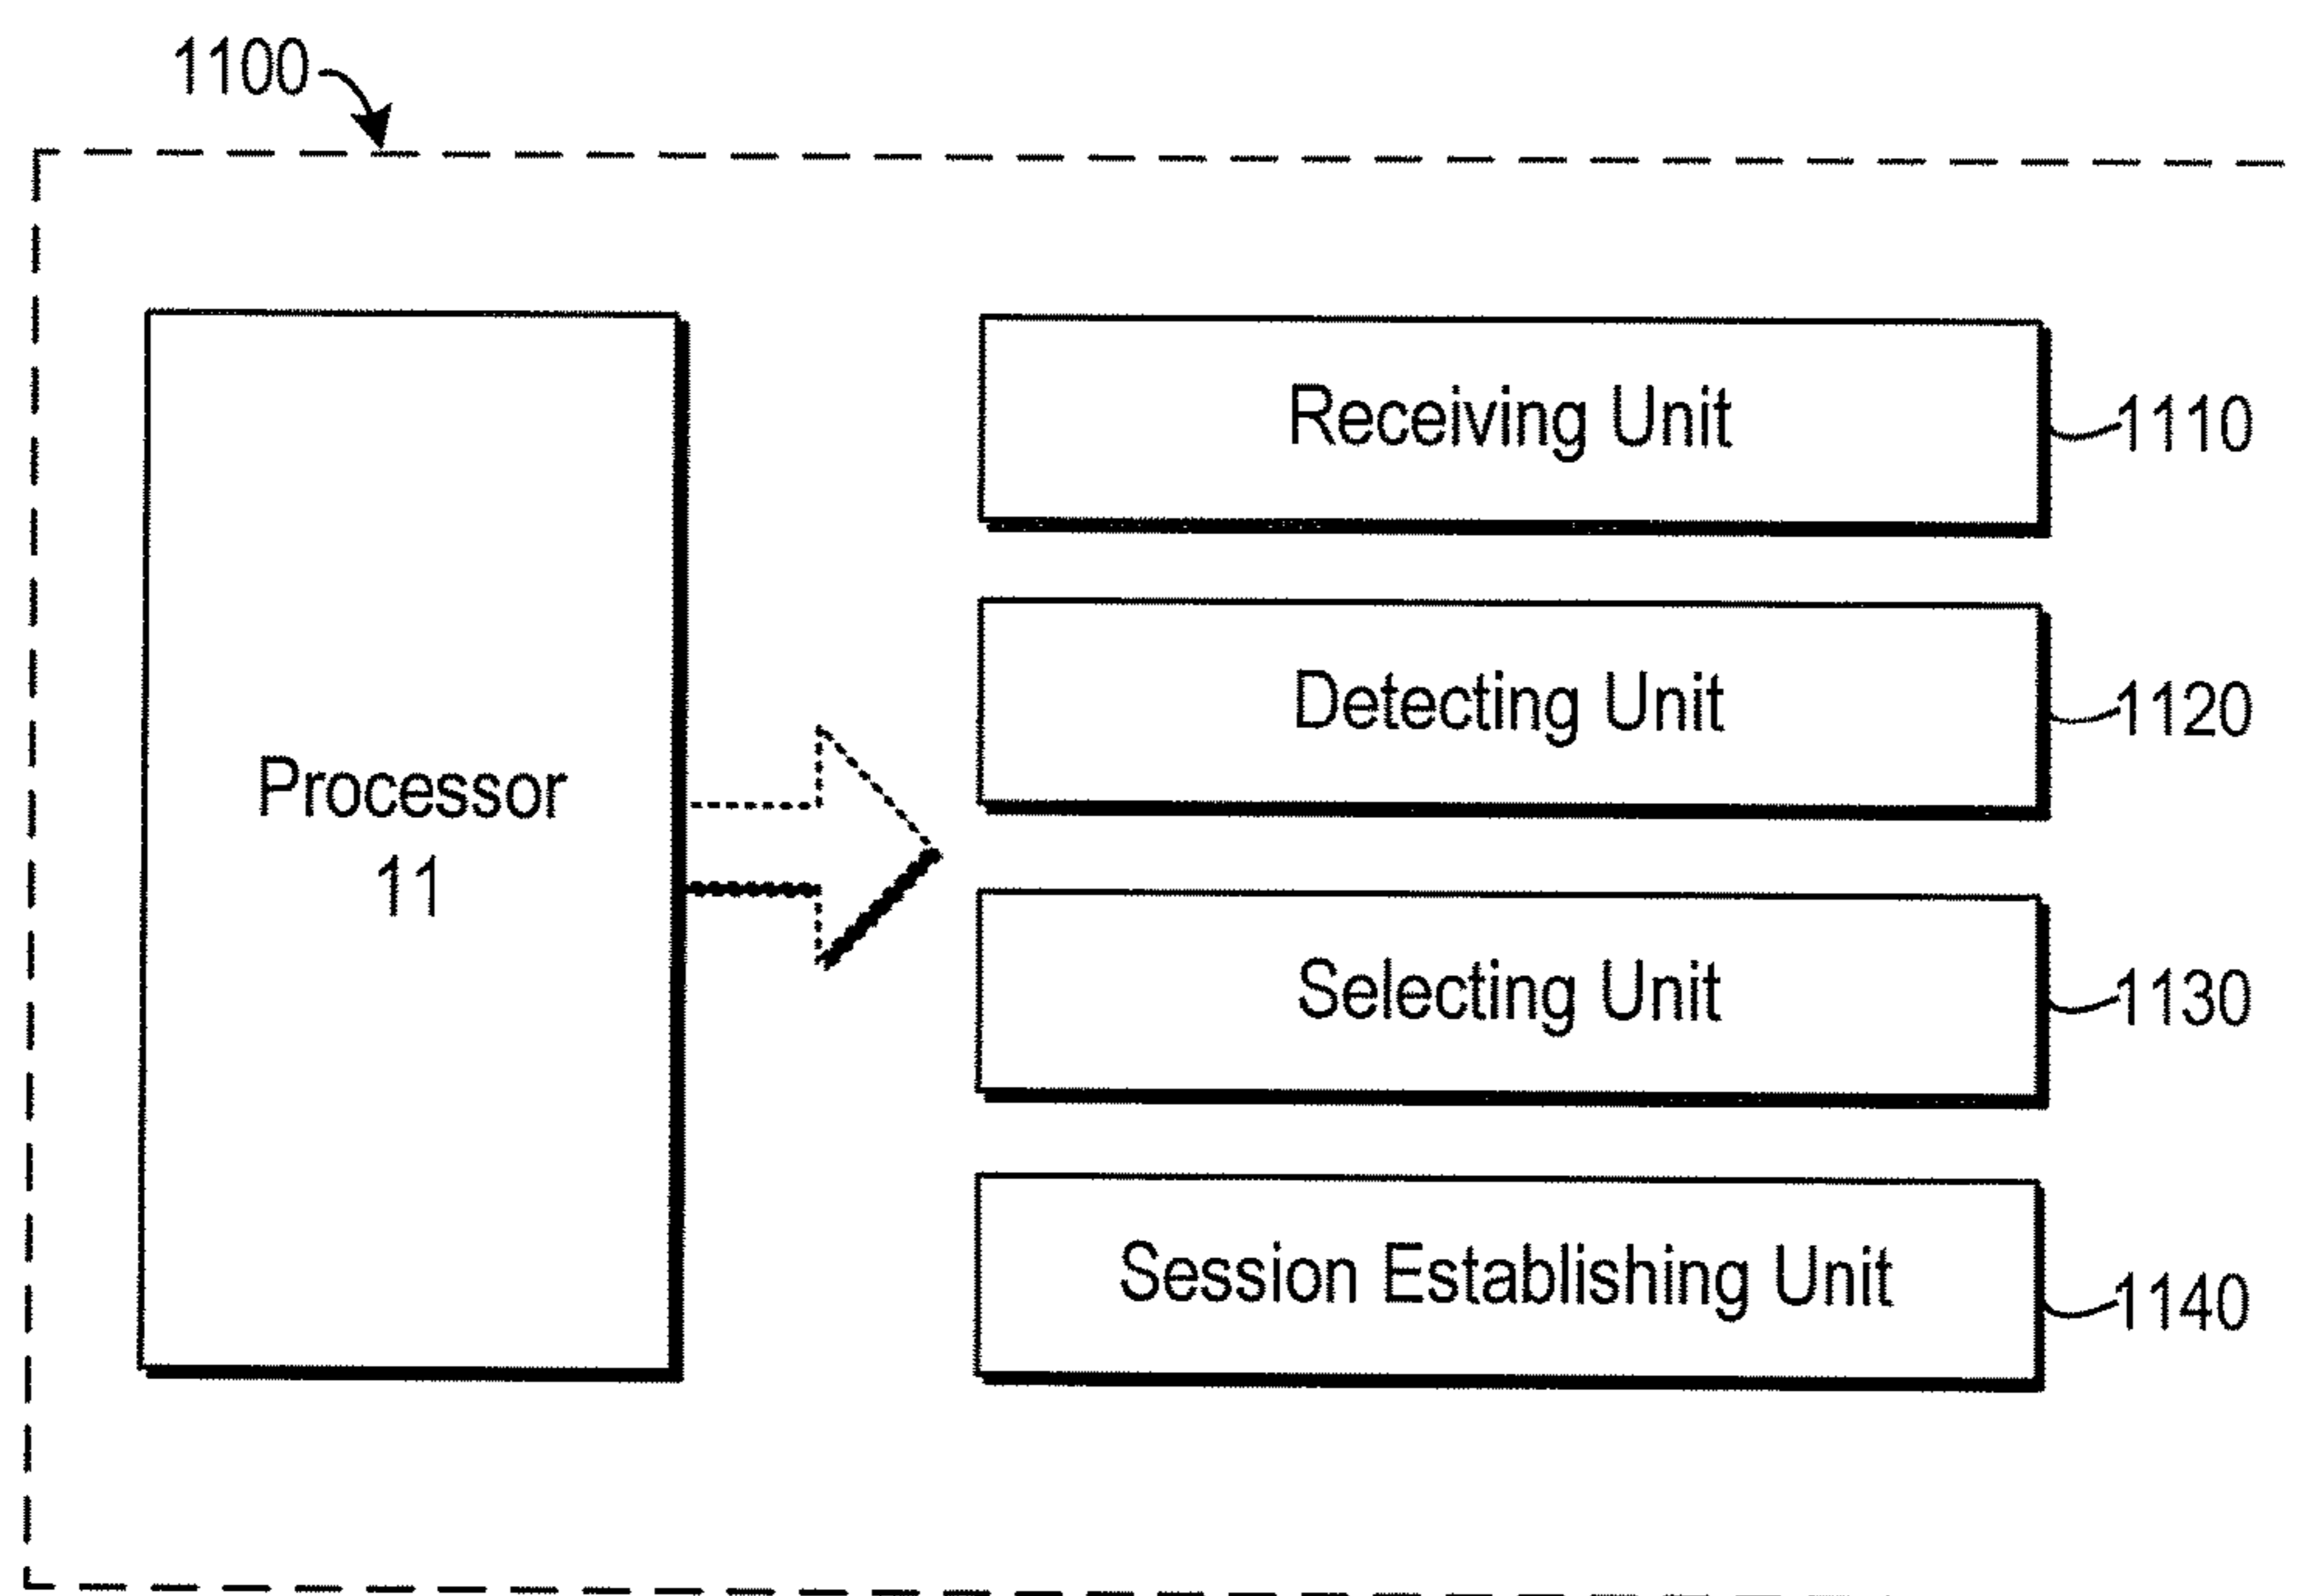 1100
Receiving Unit
1110
Detecting Unit
1120
Processor
11
Selecting Unit
1130
Session Establishing Unit
1140